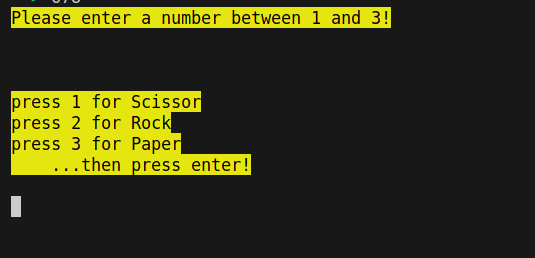 Please enter a number between 1 and 3!
press 1 for Scissor
press 2 for Rock
press 3 for Paper
...then press enter!